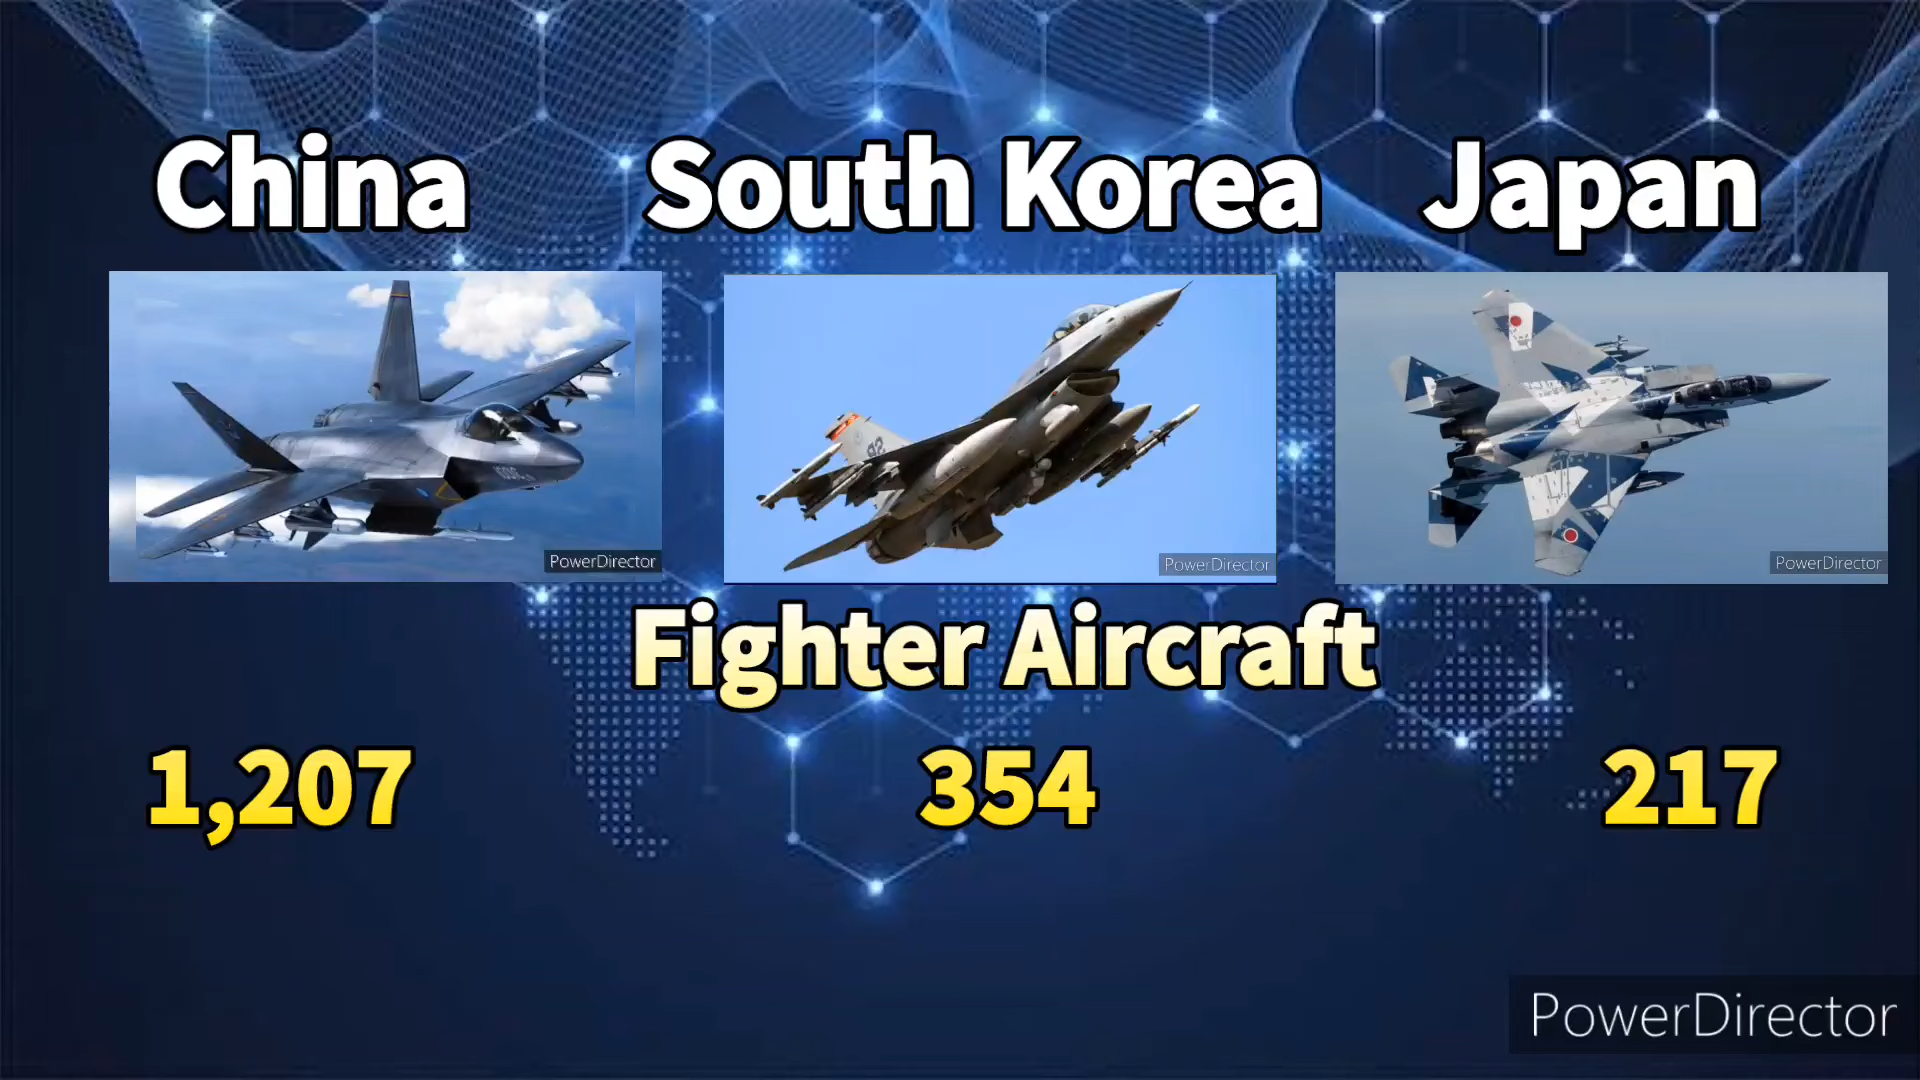 China South Korea Japan
PowerDirector PowerDirector PowerDirector
Fighter Aircraft
1,207 354 217
PowerDirector